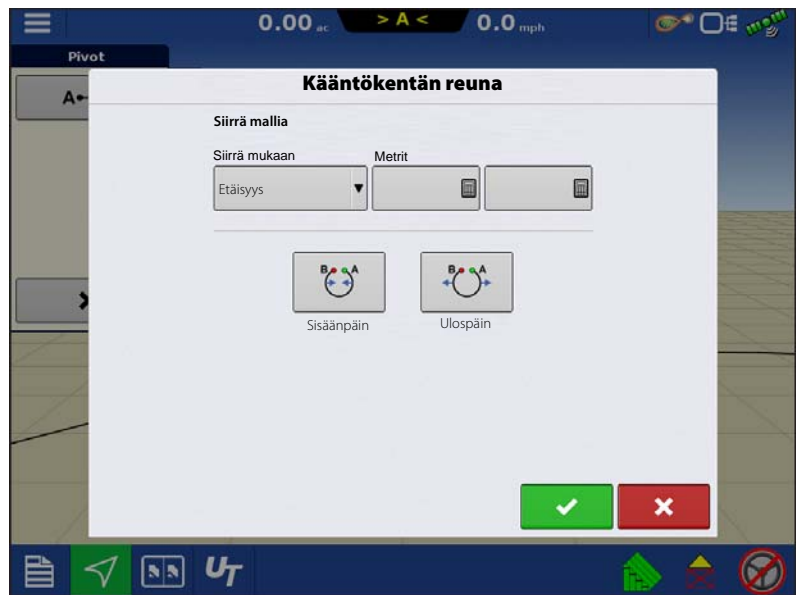 0.00 ac > A < 0.0 mph
Pivot
A
Kääntökentän reuna
Siirrä mallia
Siirrä mukaan Metrit
Etäisyys
B A B A
Sisäänpäin Ulospäin
UT